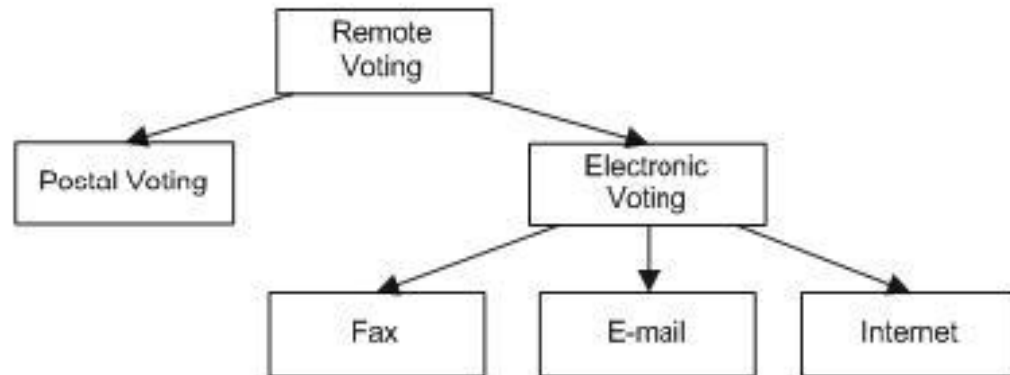 Remote
Voting
Postal Voting
Electronic
Voting
Fax
E-mail
Internet